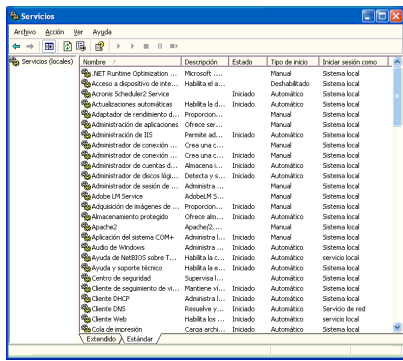 Servicios
Archivo Acción Ver Ayuda
Servicios (locales)
Nombre / Descripción Estado Tipo de inicio Iniciar sesión como
.NET Runtime Optimization ... Microsoft .... Manual Sistema local
Acceso a dispositivo de inte... Habilita el a... Deshabilitado Sistema local
Acronis Scheduler2 Service Iniciado Automático Sistema local
Actualizaciones automáticas Habilita la d... Iniciado Automático Sistema local
Adaptador de rendimiento d... Proporcion... Manual Sistema local
Administración de aplicaciones Ofrece ser... Manual Sistema local
Administración de IIS Permite ad... Iniciado Automático Sistema local
Administrador de conexión ... Crea una c... Manual Sistema local
Administrador de conexión ... Crea una c... Iniciado Manual Sistema local
Administrador de cuentas d... Almacena i... Iniciado Automático Sistema local
Administrador de discos lógi... Detecta y s... Iniciado Automático Sistema local
Administrador de sesión de ... Administra ... Manual Sistema local
Adobe LM Service AdobeLM S... Manual Sistema local
Adquisición de imágenes de ... Proporcion... Iniciado Manual Sistema local
Almacenamiento protegido Ofrece alm... Iniciado Automático Sistema local
Apache2 Apache/2.... Manual Sistema local
Aplicación del sistema COM+ Administra l... Iniciado Manual Sistema local
Audio de Windows Administra ... Iniciado Automático Sistema local
Ayuda de NetBIOS sobre T... Habilita la c... Iniciado Automático servicio local
Ayuda y soporte técnico Habilita la e... Iniciado Automático Sistema local
Centro de seguridad Supervisa l... Automático Sistema local
Cliente de seguimiento de vi... Mantiene ví... Iniciado Automático Sistema local
Cliente DHCP Administra l... Iniciado Automático Sistema local
Cliente DNS Resuelve y... Iniciado Automático Servicio de red
Cliente Web Habilita los ... Iniciado Automático servicio local
Cola de impresión Carga archi... Iniciado Automático Sistema local
Extendido Estándar